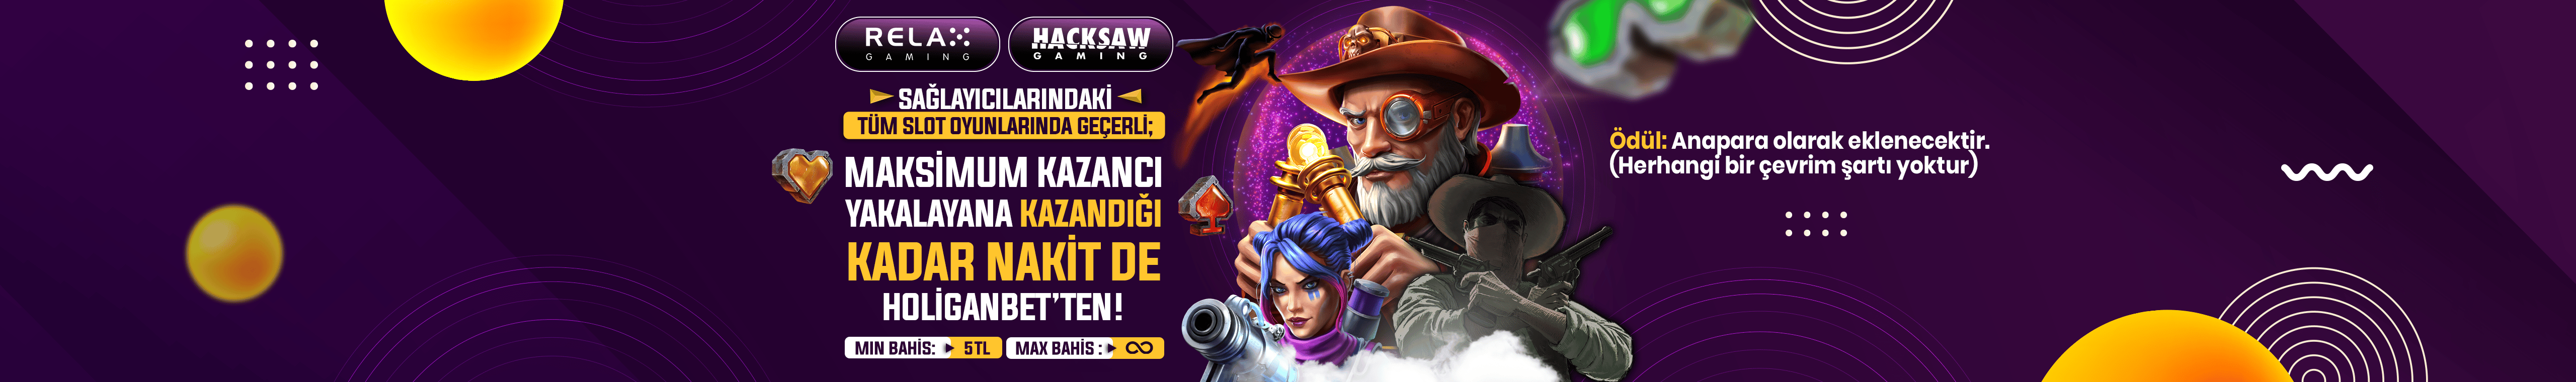 RELAX
GAMING
HACKSAW
GAMING
SAĞLAYICILARINDAKİ
TÜM SLOT OYUNLARINDA GEÇERLİ;
MAKSİMUM KAZANCI
YAKALAYANA KAZANDIĞI
KADAR NAKİT DE
HOLİGANBET'TEN!
MIN BAHİS: 5TL
MAX BAHİS : ∞
Ödül: Anapara olarak eklenecektir.
(Herhangi bir çevrim şartı yoktur)